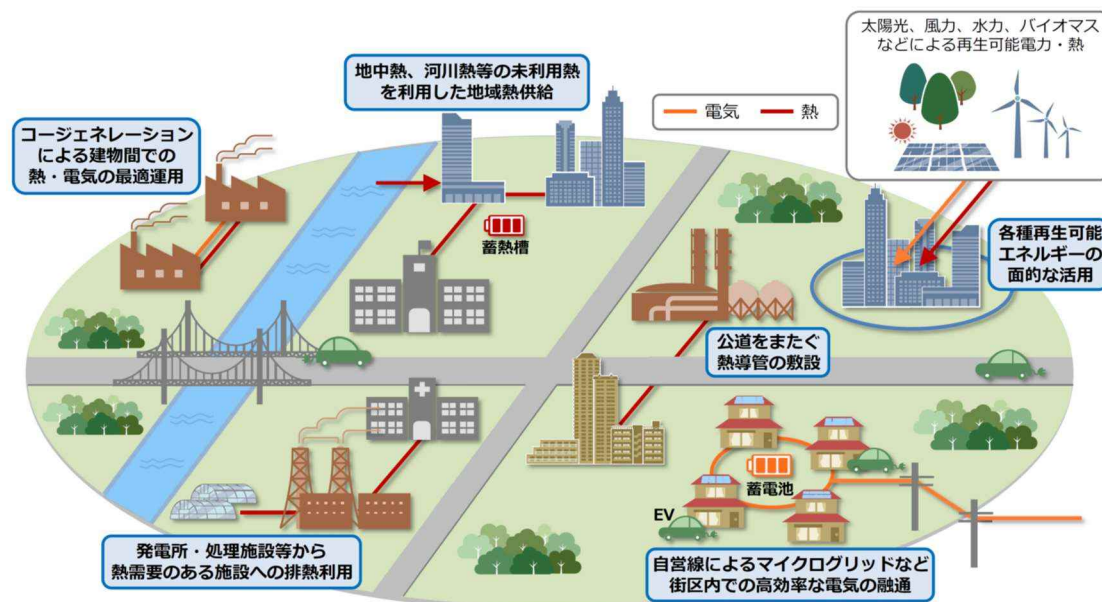 太陽光、風力、水力、バイオマス
などによる再生可能電力・熱
地中熱、河川熱等の未利用熱
を利用した地域熱供給
電気
熱
コージェネレーション
による建物間での
熱・電気の最適運用
蓄熱槽
各種再生可能
エネルギーの
面的な活用
公道をまたぐ
熱導管の敷設
蓄電池
EV
発電所・処理施設等から
熱需要のある施設への排熱利用
自営線によるマイクログリッドなど
街区内での高効率な電気の融通